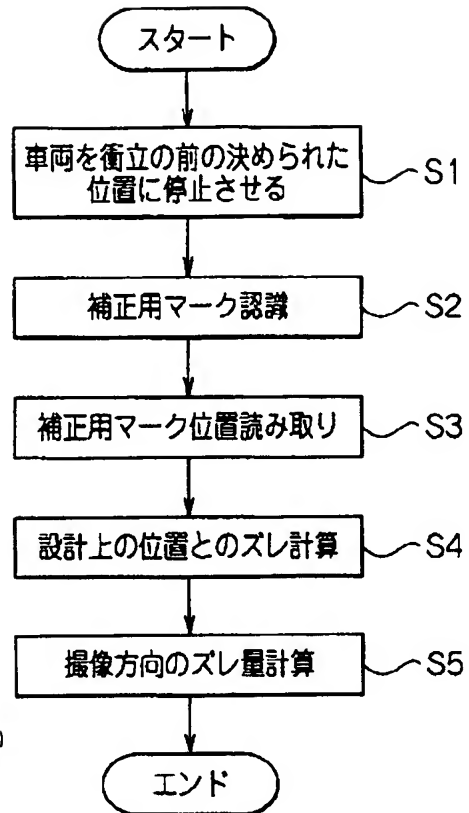 スタート
車両を衝立の前の決められた
位置に停止させる
S1
補正用マーク認識
S2
補正用マーク位置読み取り
S3
設計上の位置とのズレ計算
S4
撮像方向のズレ量計算
S5
エンド